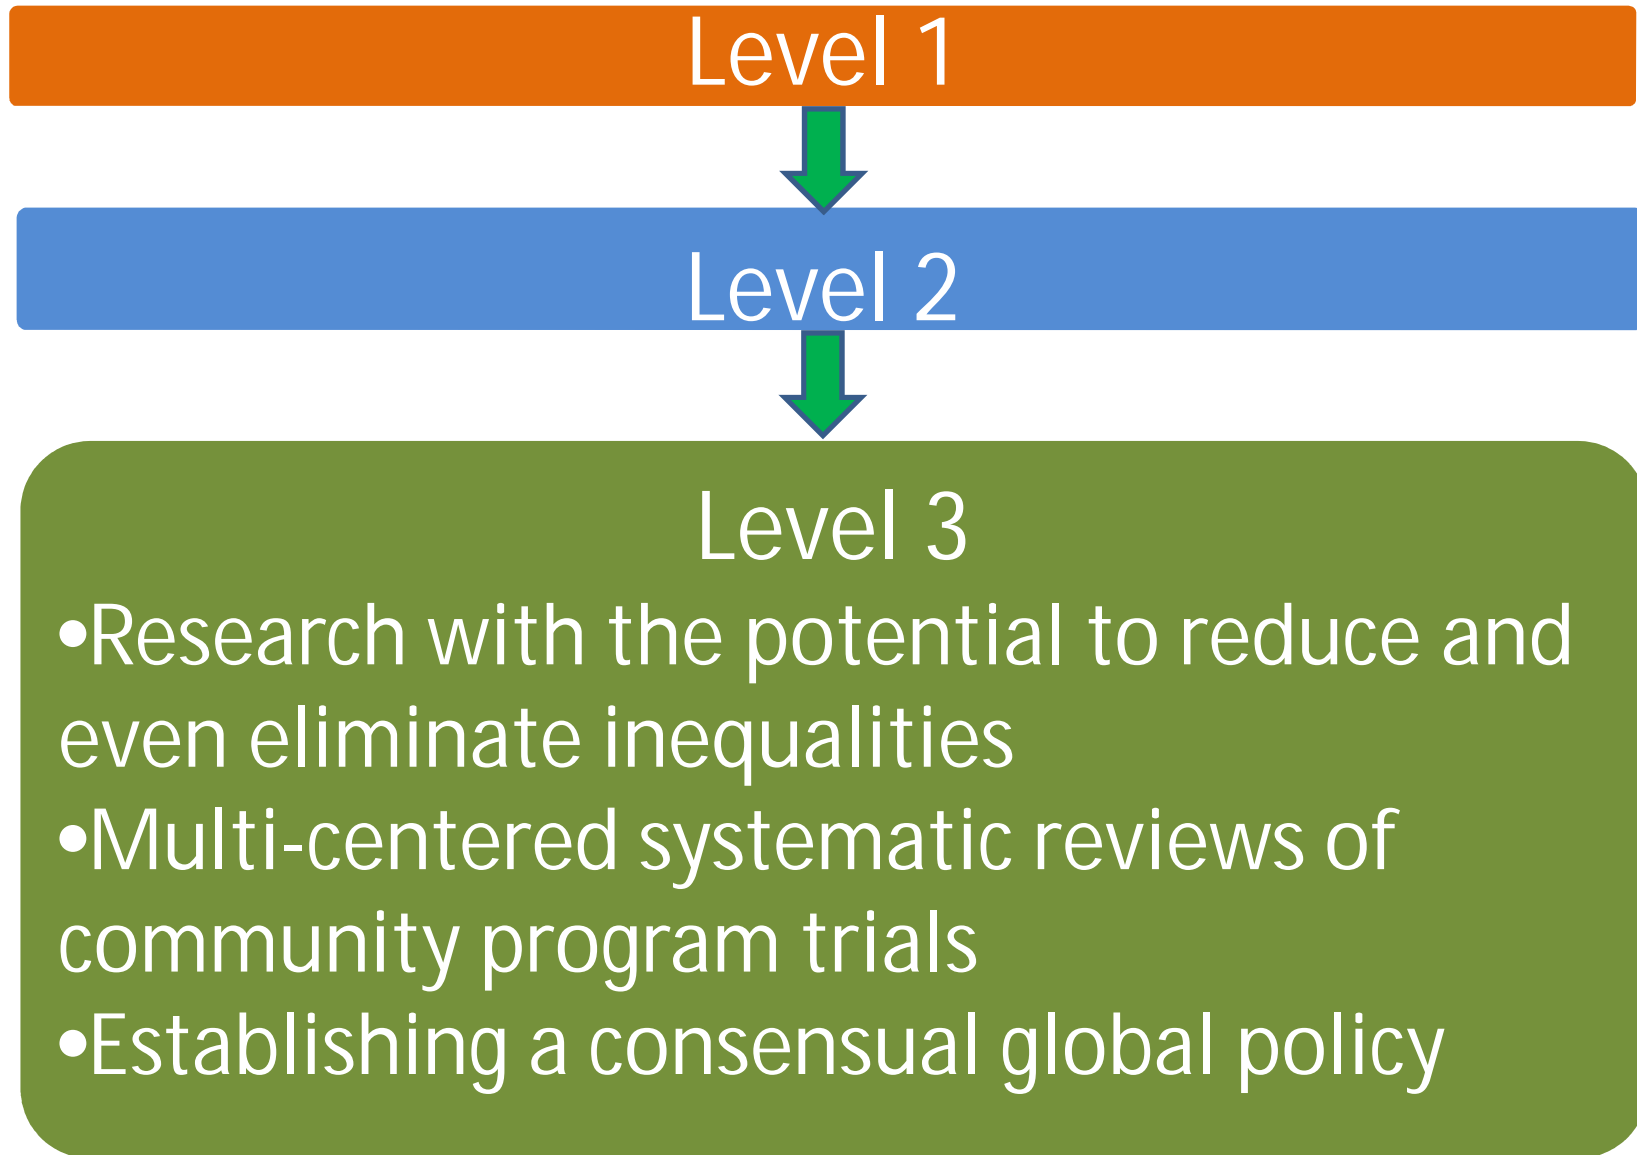 Level 1
Level 2
Level 3
•Research with the potential to reduce and
even eliminate inequalities
•Multi-centered systematic reviews of
community program trials
•Establishing a consensual global policy